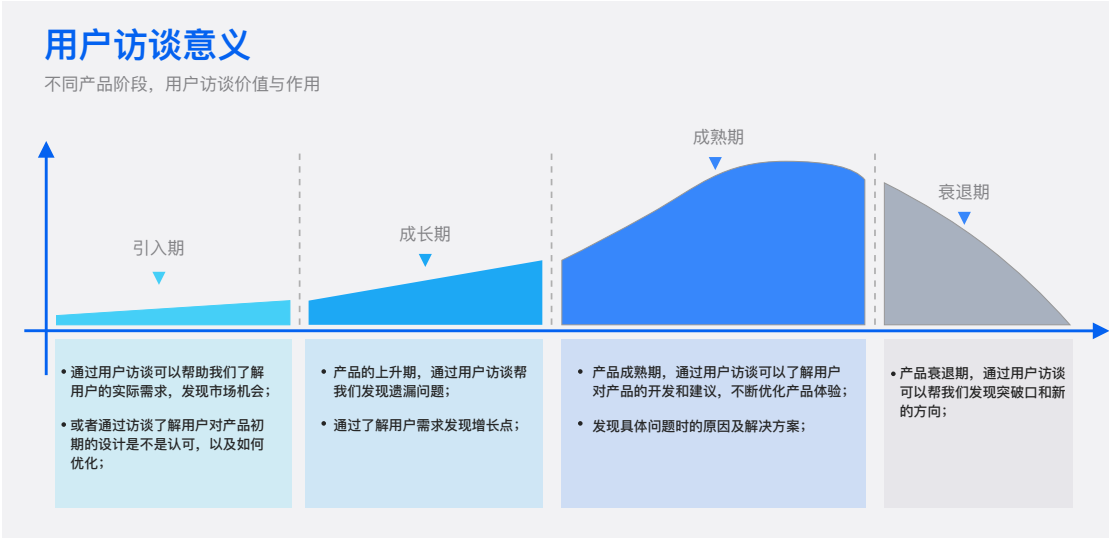 用户访谈意义
不同产品阶段，用户访谈价值与作用
引入期
成长期
成熟期
衰退期
• 通过用户访谈可以帮助我们了解
用户的实际需求，发现市场机会；
• 或者通过访谈了解用户对产品初
期的设计是不是认可，以及如何
优化；
• 产品的上升期，通过用户访谈帮
我们发现遗漏问题；
• 通过了解用户需求发现增长点；
• 产品成熟期，通过用户访谈可以了解用户
对产品的开发和建议，不断优化产品体验；
• 发现具体问题时的原因及解决方案；
• 产品衰退期，通过用户访谈
可以帮我们发现突破口和新
的方向；